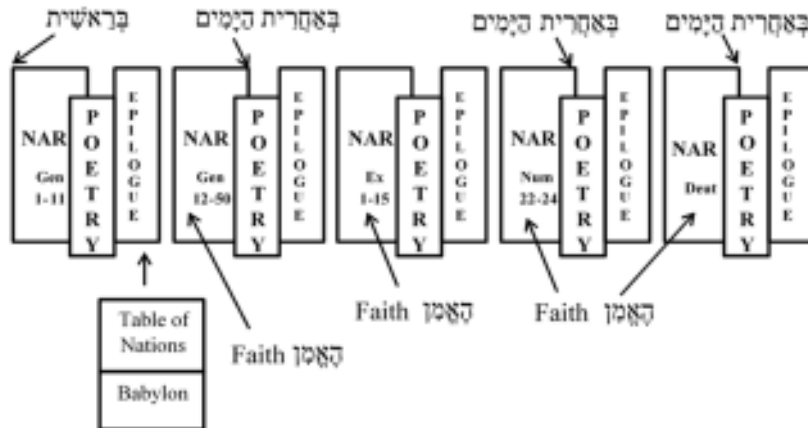 בְּרֵאשִׁית
בְּאַחֲרִית הַיָּמִים
בְּאַחֲרִית הַיָּמִים
בְּאַחֲרִית הַיָּמִים
NAR
Gen
1-11
POETRY
EPILOGUE
NAR
Gen
12-50
POETRY
EPILOGUE
NAR
Ex
1-15
POETRY
EPILOGUE
NAR
Num
22-24
POETRY
EPILOGUE
NAR
Deut
POETRY
EPILOGUE
Table of
Nations
Babylon
Faith הֶאֱמִן
Faith הֶאֱמִן
Faith הֶאֱמִן